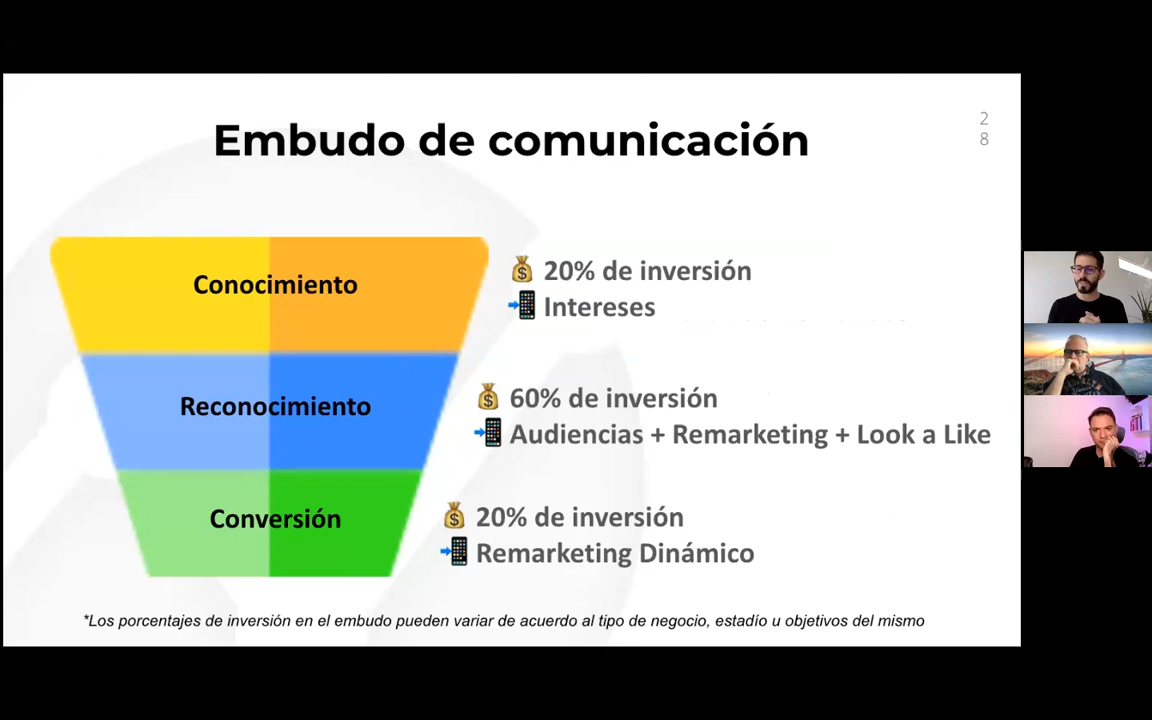 Embudo de comunicación
2
8
Conocimiento
20% de inversión
Intereses
Reconocimiento
60% de inversión
Audiencias + Remarketing + Look a Like
Conversión
20% de inversión
Remarketing Dinámico
*Los porcentajes de inversión en el embudo pueden variar de acuerdo al tipo de negocio, estadío u objetivos del mismo